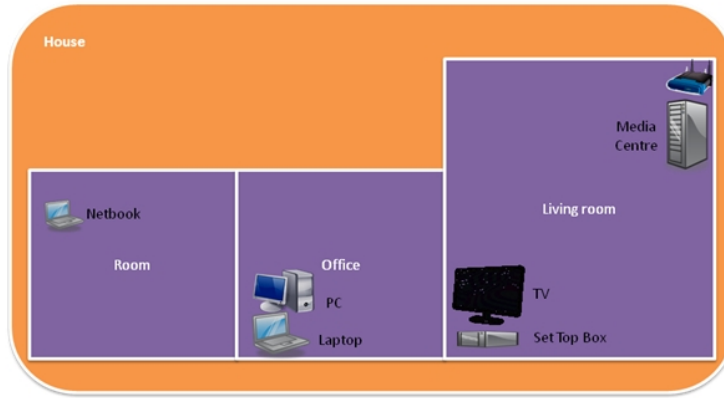 House
Media
Centre
Netbook
Living room
Room
Office
TV
PC
Laptop
Set Top Box